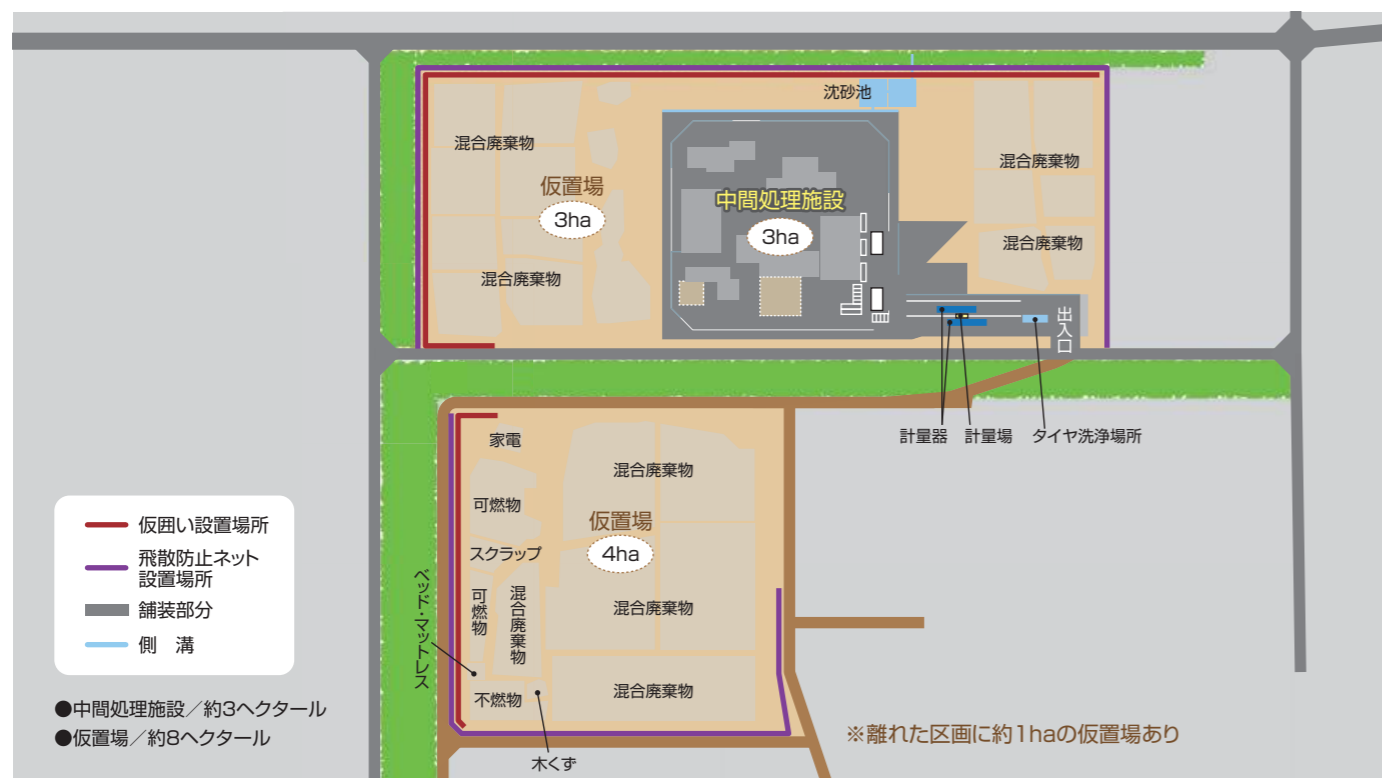 沈砂池
混合廃棄物
仮置場
3ha
混合廃棄物
中間処理施設
3ha
混合廃棄物
混合廃棄物
出入口
計量器
計量場
タイヤ洗浄場所
家電
可燃物
スクラップ
可燃物
混合廃棄物
ベッド・マットレス
不燃物
木くず
混合廃棄物
仮置場
4ha
混合廃棄物
混合廃棄物
仮囲い設置場所
飛散防止ネット
設置場所
舗装部分
側　溝
●中間処理施設／約3ヘクタール
●仮置場／約8ヘクタール
※離れた区画に約1haの仮置場あり